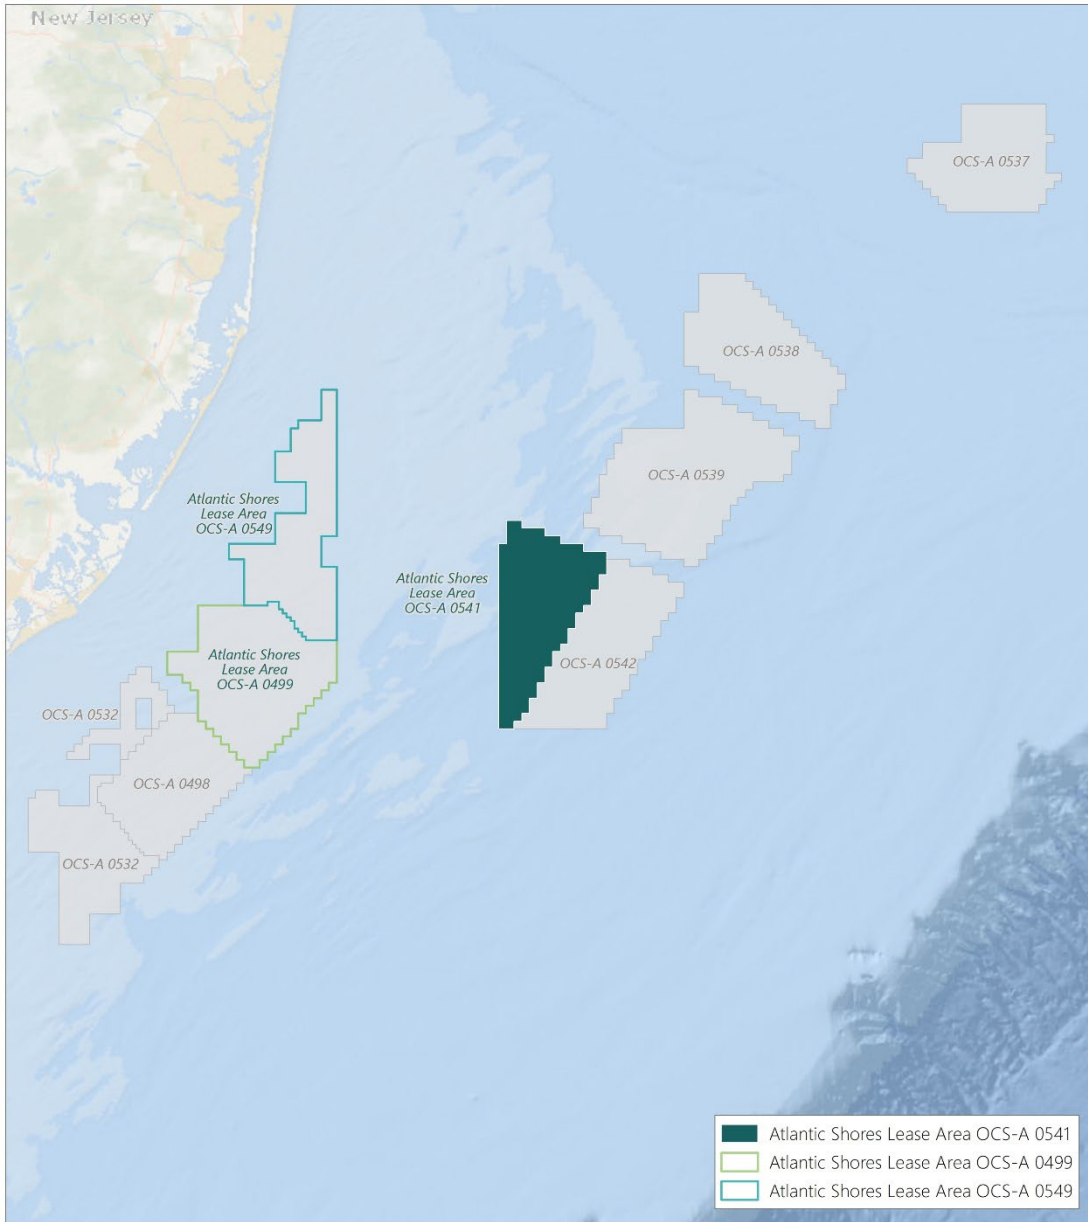 New Jersey
OCS-A 0537
OCS-A 0538
OCS-A 0539
Atlantic Shores
Lease Area
OCS-A 0549
Atlantic Shores
Lease Area
OCS-A 0541
Atlantic Shores
Lease Area
OCS-A 0499
OCS-A 0542
OCS-A 0532
OCS-A 0498
OCS-A 0532
Atlantic Shores Lease Area OCS-A 0541
Atlantic Shores Lease Area OCS-A 0499
Atlantic Shores Lease Area OCS-A 0549